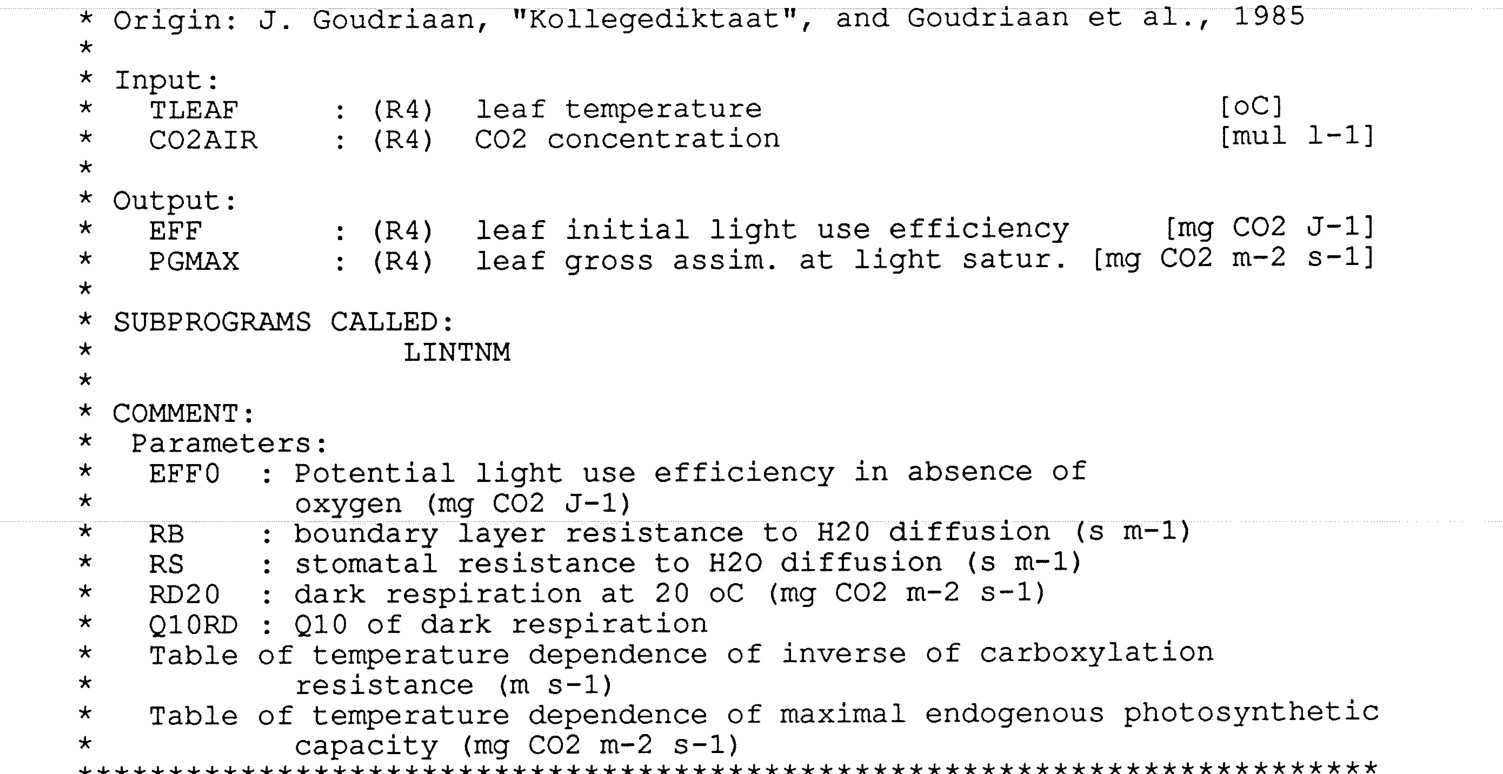 * Origin: J. Goudriaan, "Kollegediktaat", and Goudriaan et al., 1985
*
* Input:
*   TLEAF     : (R4)  leaf temperature                         [oC]
*   CO2AIR    : (R4)  CO2 concentration                        [mul l-1]
*
* Output:
*   EFF       : (R4)  leaf initial light use efficiency     [mg CO2 J-1]
*   PGMAX     : (R4)  leaf gross assim. at light satur. [mg CO2 m-2 s-1]
*
* SUBPROGRAMS CALLED:
*                 LINTNM
*
* COMMENT:
*  Parameters:
*   EFF0  : Potential light use efficiency in absence of
*           oxygen (mg CO2 J-1)
*   RB    : boundary layer resistance to H20 diffusion (s m-1)
*   RS    : stomatal resistance to H2O diffusion (s m-1)
*   RD20  : dark respiration at 20 oC (mg CO2 m-2 s-1)
*   Q10RD : Q10 of dark respiration
*   Table of temperature dependence of inverse of carboxylation
*           resistance (m s-1)
*   Table of temperature dependence of maximal endogenous photosynthetic
*           capacity (mg CO2 m-2 s-1)
************************************************************************